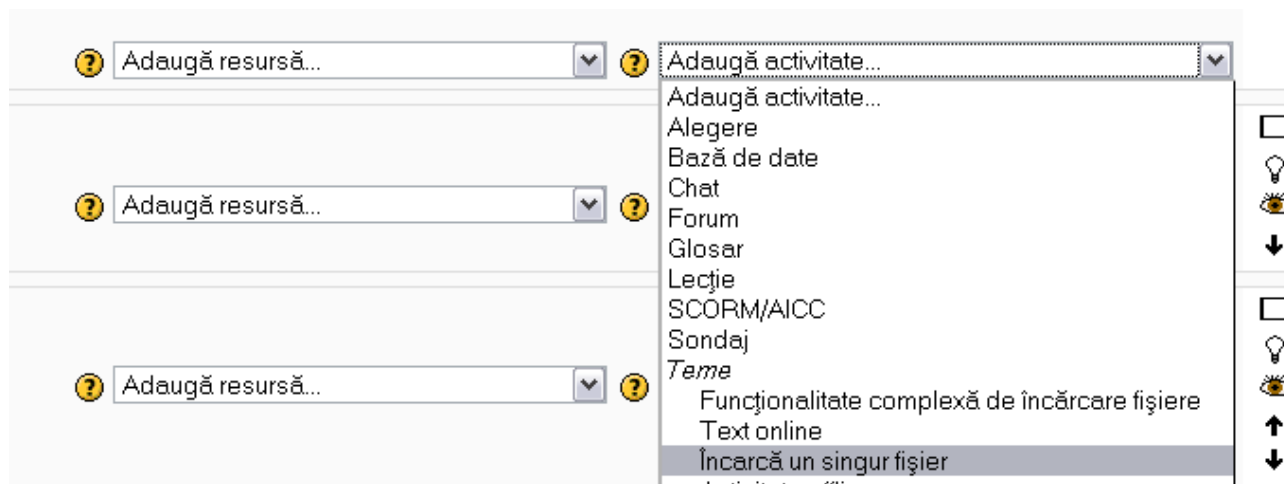 Adaugă resursă... Adaugă activitate...
Adaugă activitate...
Alegere
Bază de date
Chat
Adaugă resursă...
Forum
Glosar
Lecţie
SCORM/AICC
Sondaj
Teme
Adaugă resursă...
Funcţionalitate complexă de încărcare fişiere
Text online
Încarcă un singur fişier